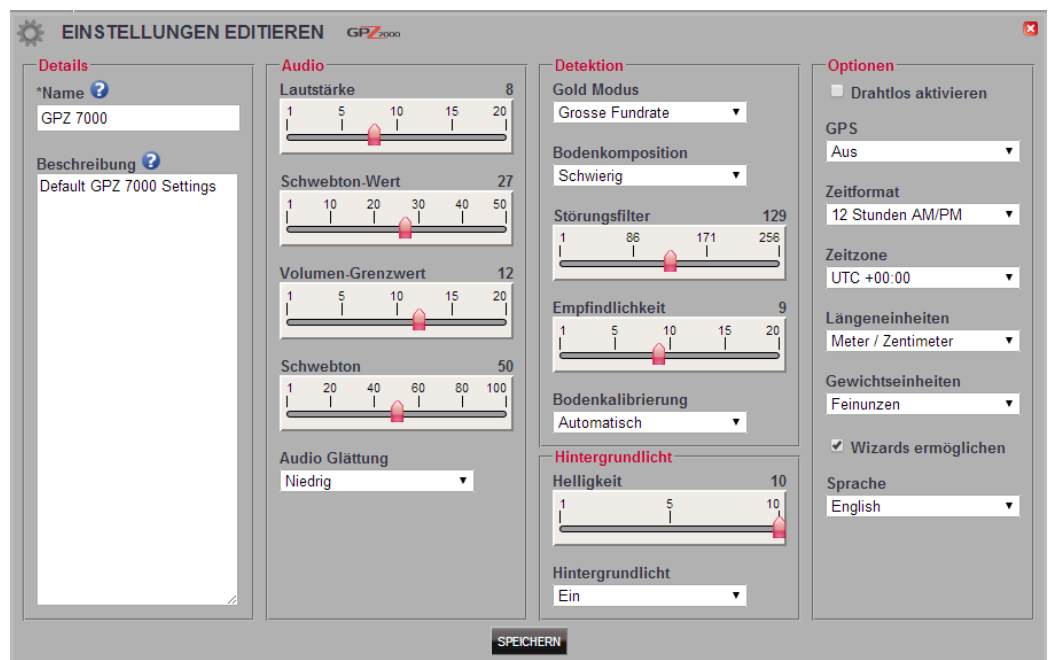 EINSTELLUNGEN EDITIEREN GPZ7000
Details
*Name ?
GPZ 7000
Beschreibung ?
Default GPZ 7000 Settings
Audio
Lautstärke 8
1 5 10 15 20
Schwebton-Wert 27
1 10 20 30 40 50
Volumen-Grenzwert 12
1 5 10 15 20
Schwebton 50
1 20 40 60 80 100
Audio Glättung
Niedrig
Detektion
Gold Modus
Grosse Fundrate
Bodenkomposition
Schwierig
Störungsfilter 129
1 86 171 256
Empfindlichkeit 9
1 5 10 15 20
Bodenkalibrierung
Automatisch
Hintergrundlicht
Helligkeit 10
1 5 10
Hintergrundlicht
Ein
Optionen
Drahtlos aktivieren
GPS
Aus
Zeitformat
12 Stunden AM/PM
Zeitzone
UTC +00:00
Längeneinheiten
Meter / Zentimeter
Gewichtseinheiten
Feinunzen
Wizards ermöglichen
Sprache
English
SPEICHERN